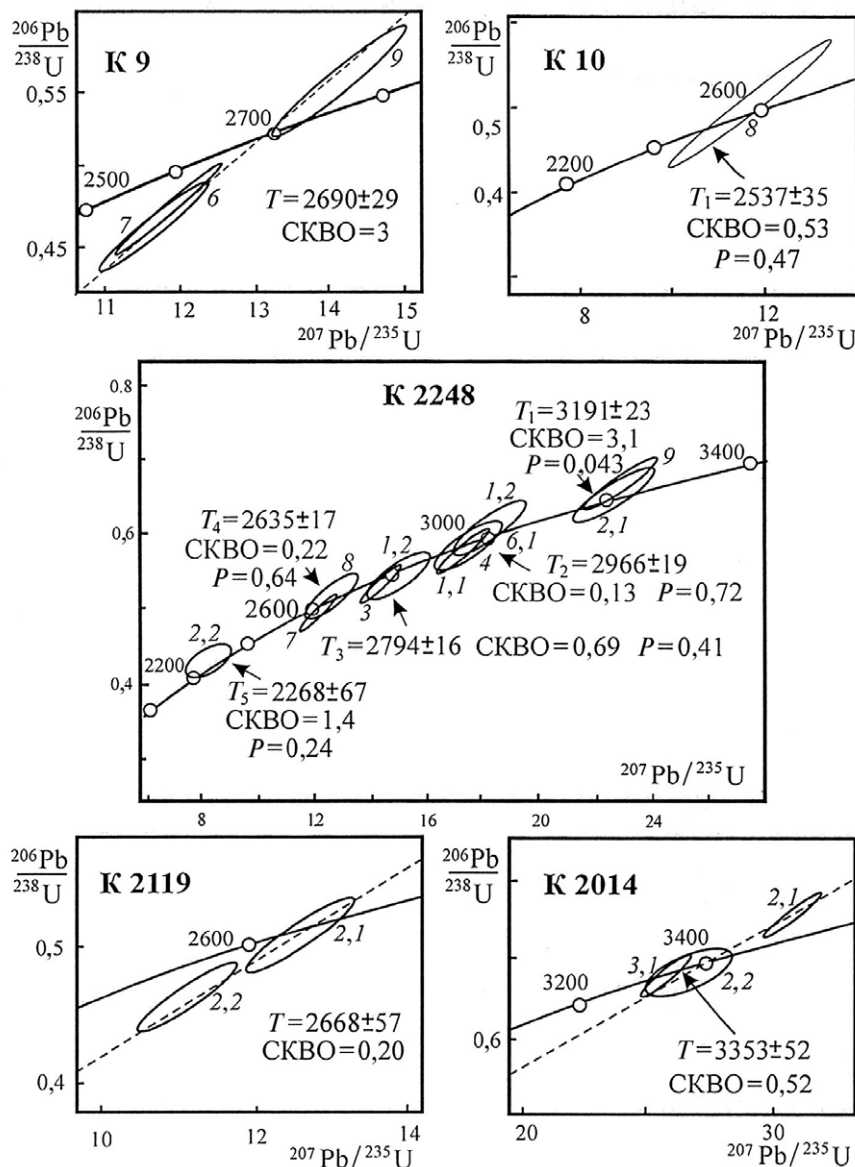 206Pb
238U
К 9
0,55
0,45
2500
2700
9
6
7
T=2690±29
СКВО=3
11
12
13
14
15
207Pb/235U
206Pb
238U
К 10
0,5
0,4
2200
2600
8
T1=2537±35
СКВО=0,53
P=0,47
8
12
207Pb/235U
206Pb
238U
К 2248
0.8
0,6
0,4
T1=3191±23
СКВО=3,1
P=0,043
9
2,1
3400
T4=2635±17
СКВО=0,22
P=0,64
8
1,2
3000
1,2
6,1
4
1,1
T2=2966±19
СКВО=0,13 P=0,72
2600
7
3
T3=2794±16 СКВО=0,69 P=0,41
2,2
2200
T5=2268±67
СКВО=1,4
P=0,24
207Pb/235U
8
12
16
20
24
206Pb
238U
К 2119
0,5
0,4
2600
2,1
2,2
T=2668±57
СКВО=0,20
10
12
14
207Pb/235U
206Pb
238U
К 2014
0,6
3200
3400
2,1
3,1
2,2
T=3353±52
СКВО=0,52
20
30
207Pb/235U